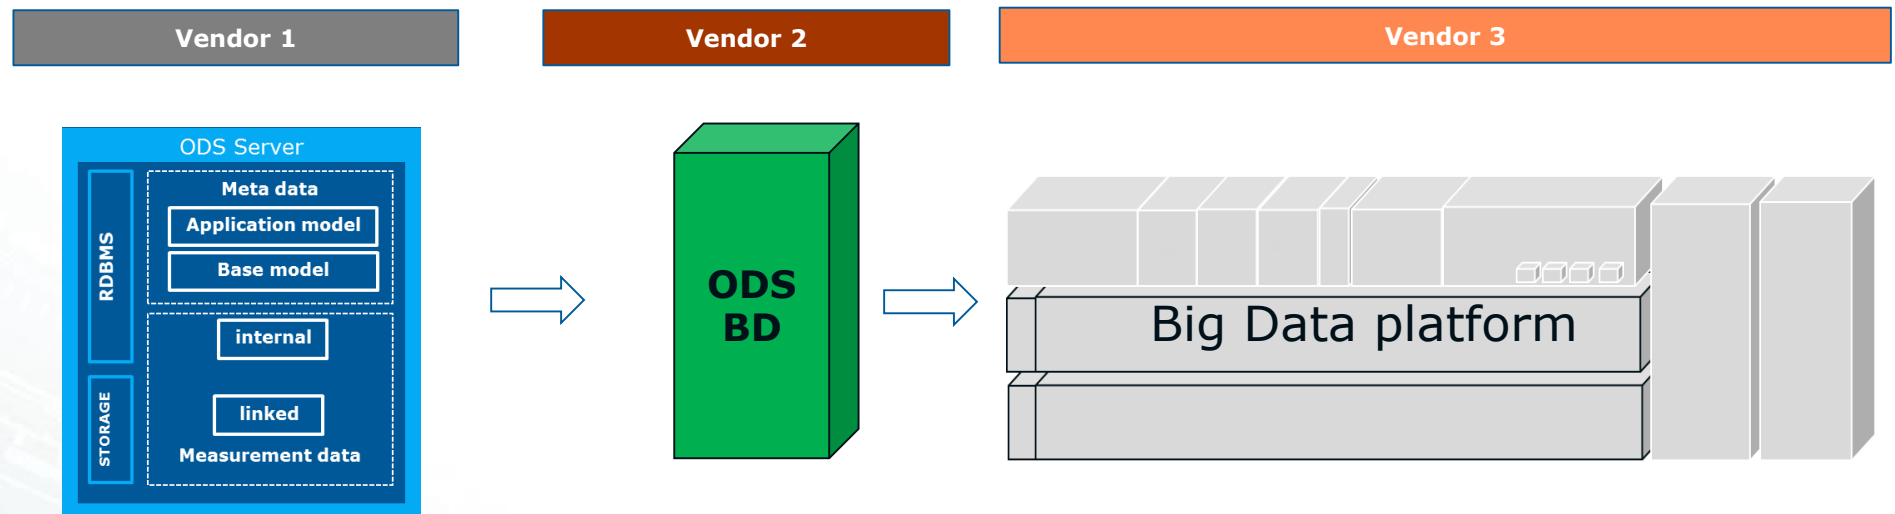 Vendor 1
Vendor 2
Vendor 3
ODS Server
RDBMS
Meta data
Application model
Base model
internal
STORAGE
linked
Measurement data
ODS
BD
Big Data platform